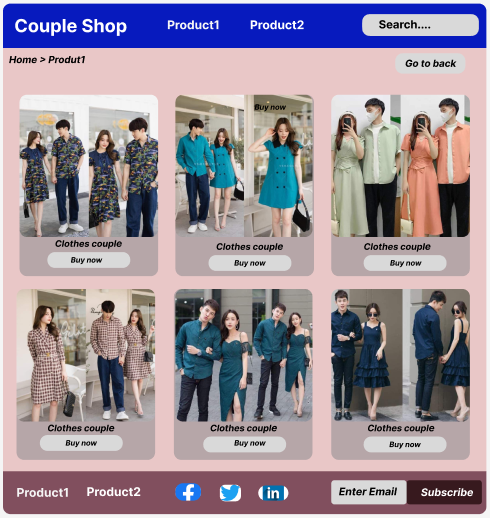 Couple Shop
Product1
Product2
Search....
Home > Produt1
Go to back
Buy now
Clothes couple
Buy now
Clothes couple
Buy now
Clothes couple
Buy now
Clothes couple
Buy now
Clothes couple
Buy now
Clothes couple
Buy now
Product1
Product2
f
in
Enter Email
Subscribe